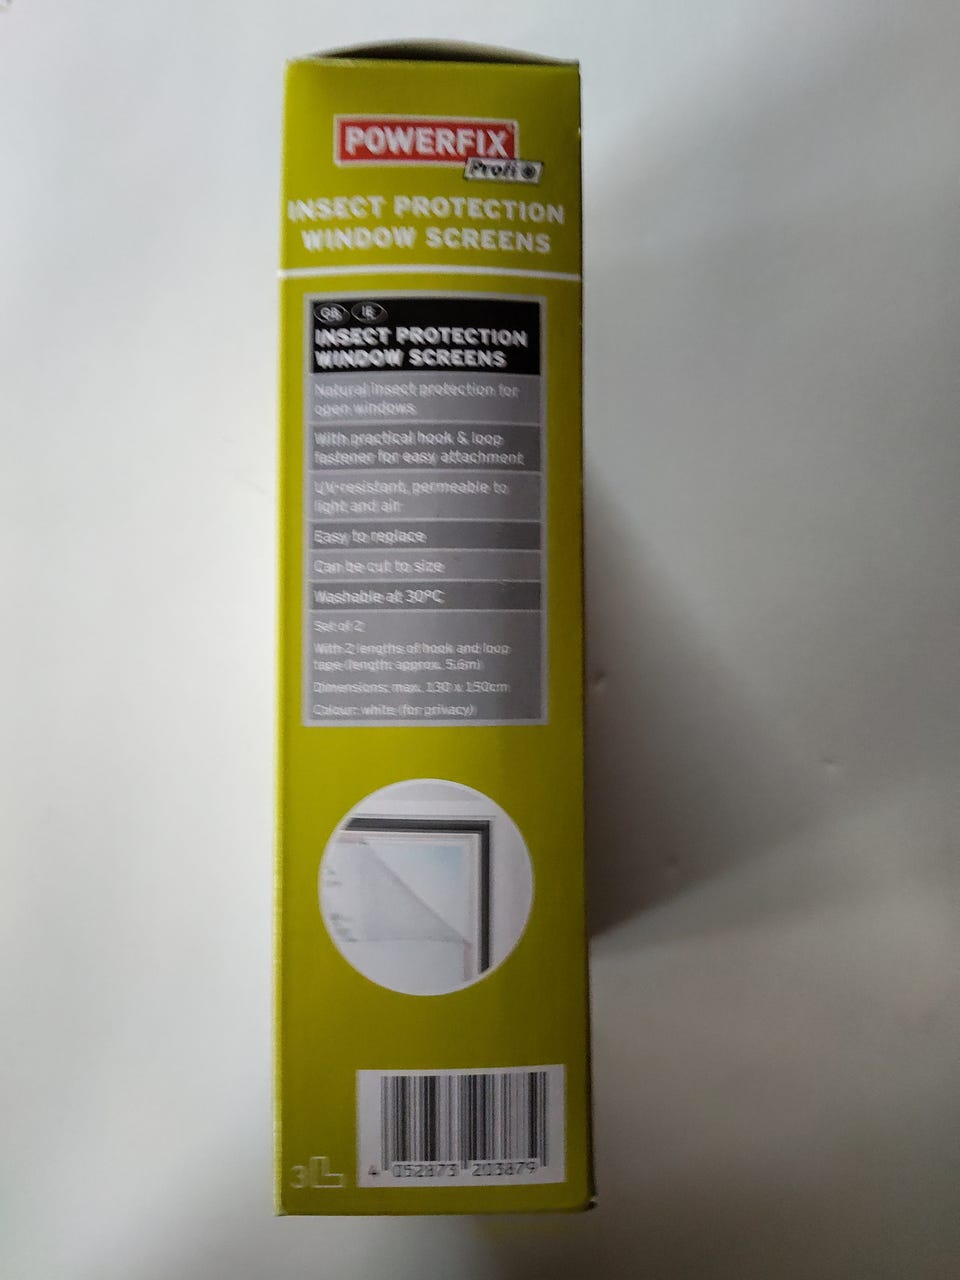 POWERFIX
Profi
INSECT PROTECTION
WINDOW SCREENS
GB IE
INSECT PROTECTION
WINDOW SCREENS
Natural insect protection for
open windows
With practical hook & loop
fastener for easy attachment
UV-resistant, permeable to
light and air
Easy to replace
Can be cut to size
Washable at 30°C
Set of 2
With 2 lengths of hook and loop
tape (length: approx. 5.6m)
Dimensions: max. 130 x 150cm
Colour: white (for privacy)
4 052873 203879
3L